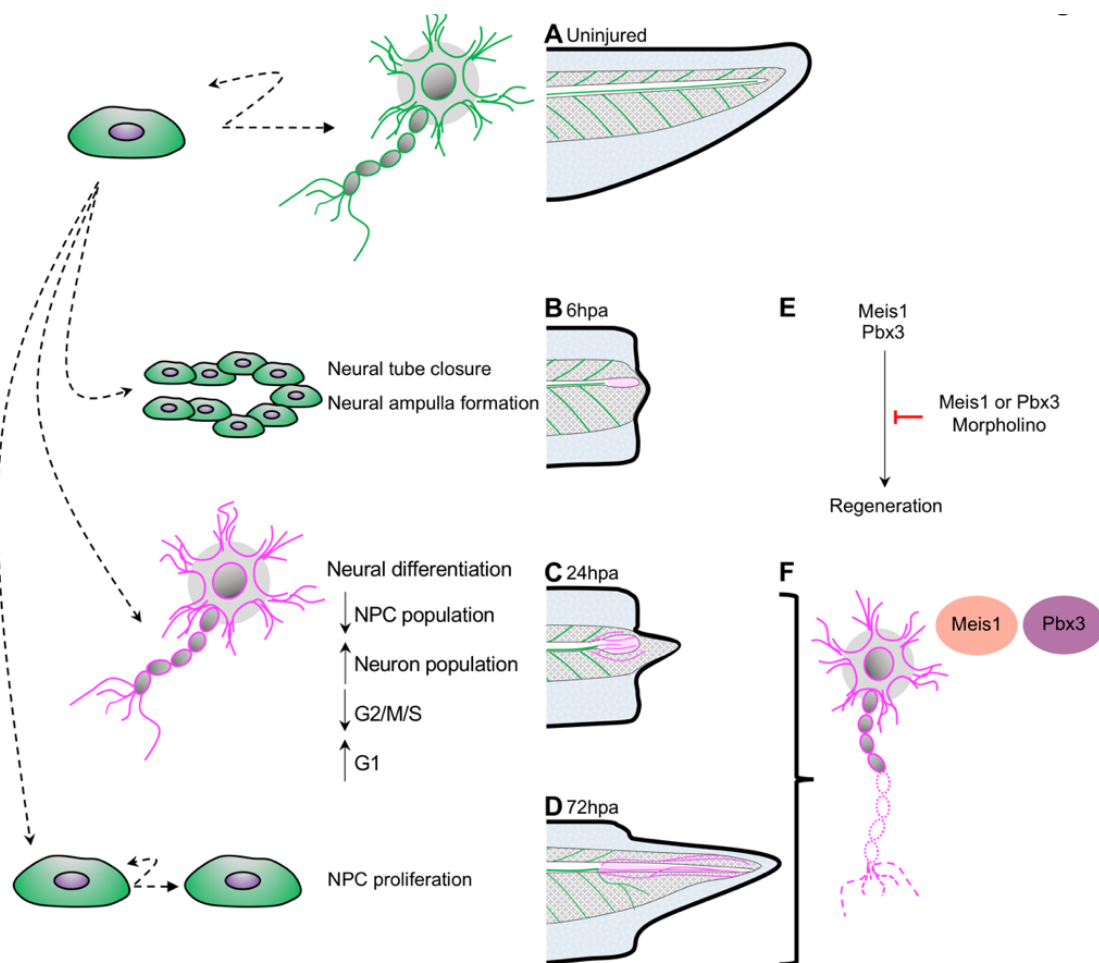 A Uninjured
B 6hpa
Neural tube closure
Neural ampulla formation
E
Meis1
Pbx3
Meis1 or Pbx3
Morpholino
Regeneration
Neural differentiation
NPC population
Neuron population
G2/M/S
G1
C 24hpa
F
Meis1
Pbx3
D 72hpa
NPC proliferation